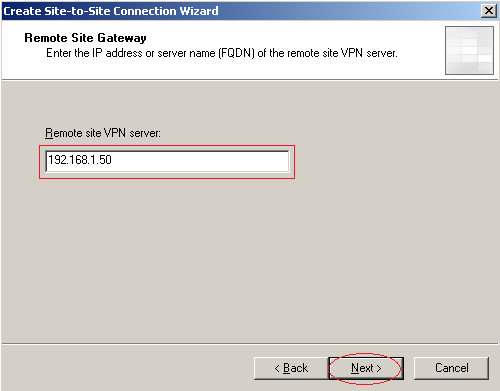 Create Site-to-Site Connection Wizard
Remote Site Gateway
Enter the IP address or server name (FQDN) of the remote site VPN server.
Remote site VPN server:
192.168.1.50
< Back
Next >
Cancel